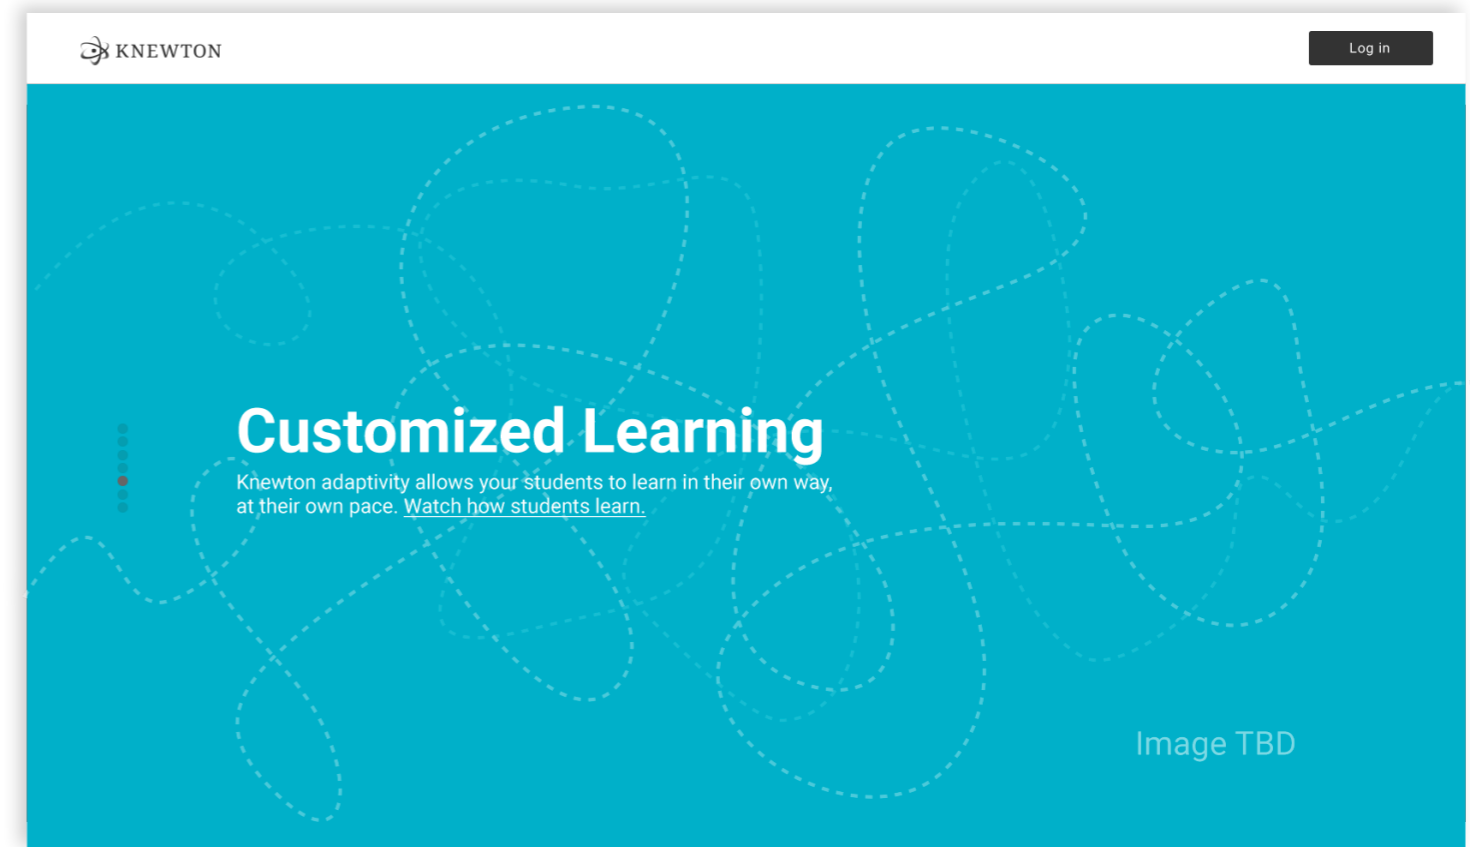 KNEWTON
Log in
Customized Learning
Knewton adaptivity allows your students to learn in their own way,
at their own pace. Watch how students learn.
Image TBD